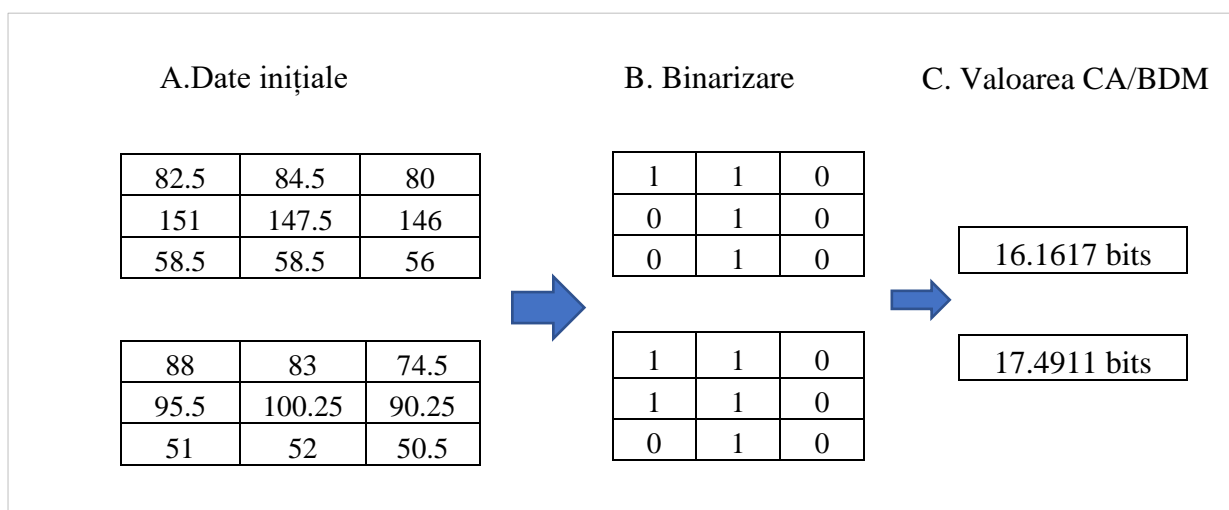 A.Date inițiale B. Binarizare C. Valoarea CA/BDM
82.5 84.5 80 1 1 0
151 147.5 146 0 1 0
58.5 58.5 56 0 1 0
16.1617 bits
88 83 74.5 1 1 0 17.4911 bits
95.5 100.25 90.25 1 1 0
51 52 50.5 0 1 0